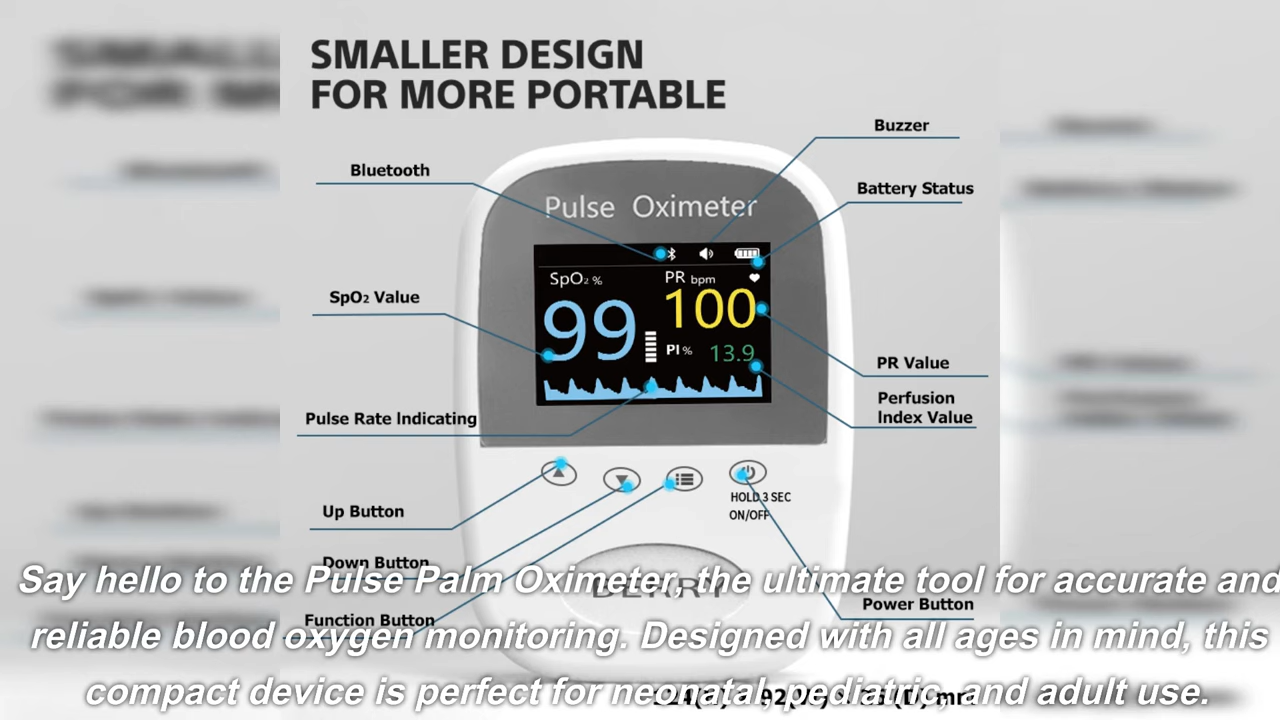 SMALLER DESIGN
FOR MORE PORTABLE
Buzzer
Bluetooth
Battery Status
Pulse Oximeter
SpO₂ %
PR bpm
SpO₂ Value
99
100
PI %
13.9
PR Value
Perfusion
Index Value
Pulse Rate Indicating
HOLD 3 SEC
ON/OFF
Up Button
Down Button
Function Button
BERRY
Power Button
Say hello to the Pulse Palm Oximeter, the ultimate tool for accurate and
reliable blood oxygen monitoring. Designed with all ages in mind, this
compact device is perfect for neonatal, pediatric, and adult use.